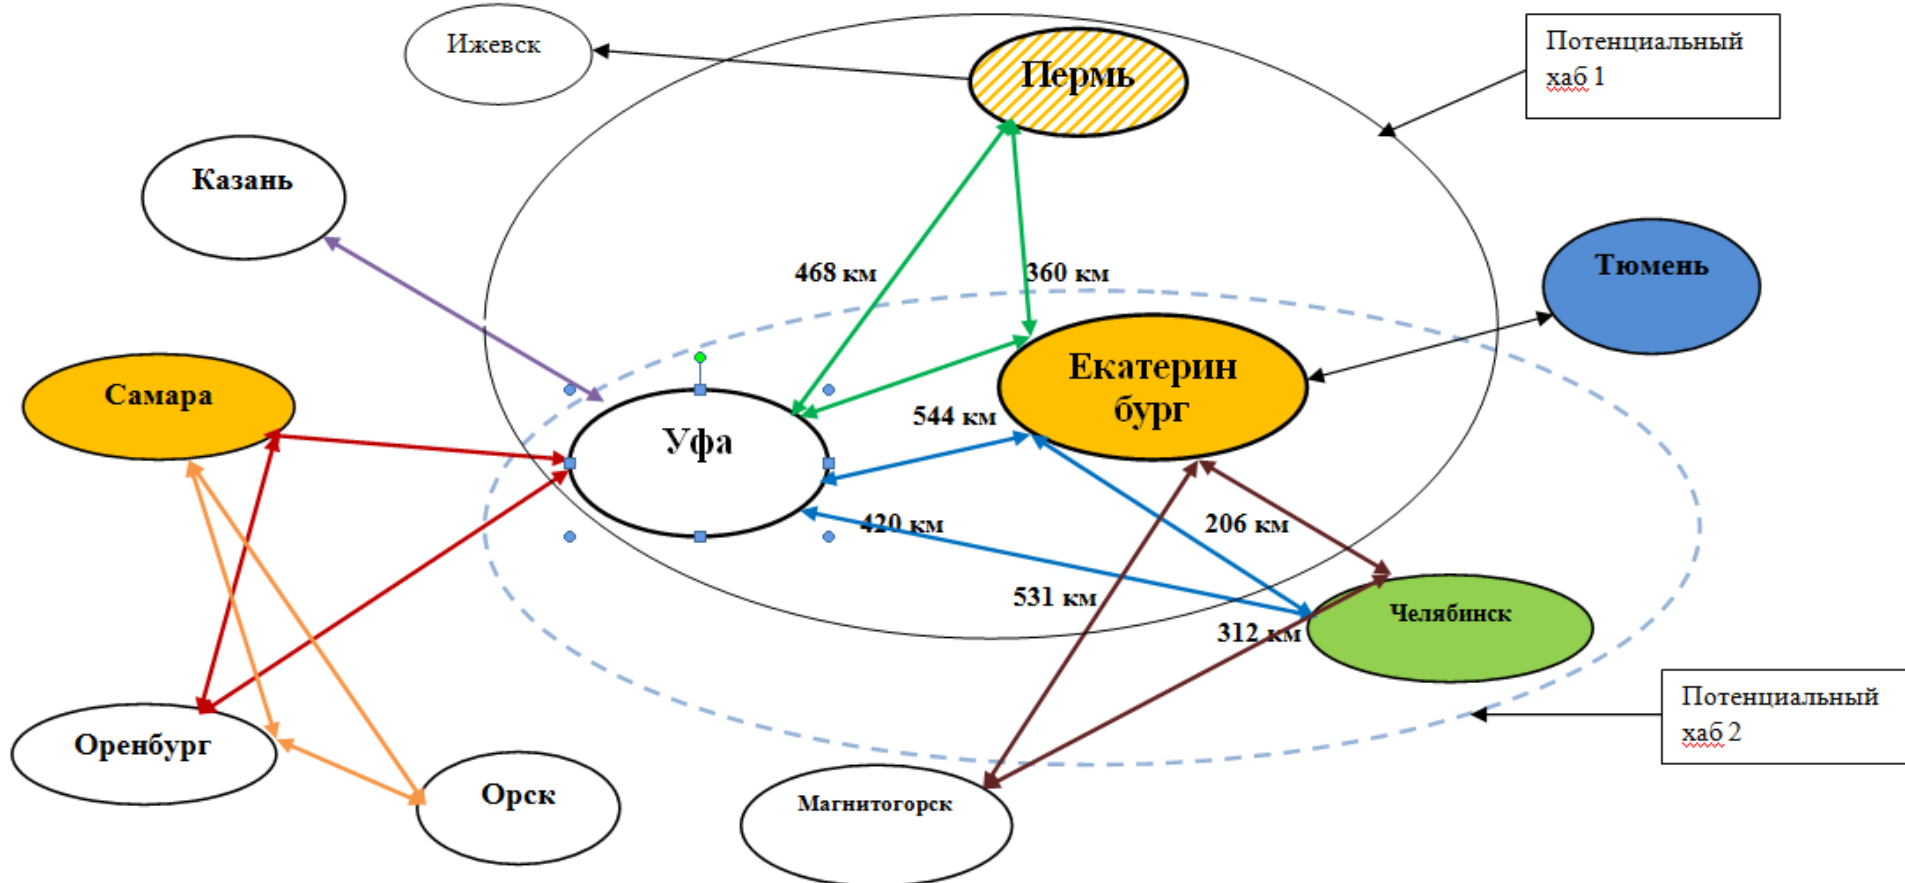 Ижевск
Пермь
Потенциальный
хаб 1
Казань
468 км
360 км
Тюмень
Самара
Екатерин
бург
Уфа
544 км
420 км
206 км
531 км
312 км
Челябинск
Потенциальный
хаб 2
Оренбург
Орск
Магнитогорск